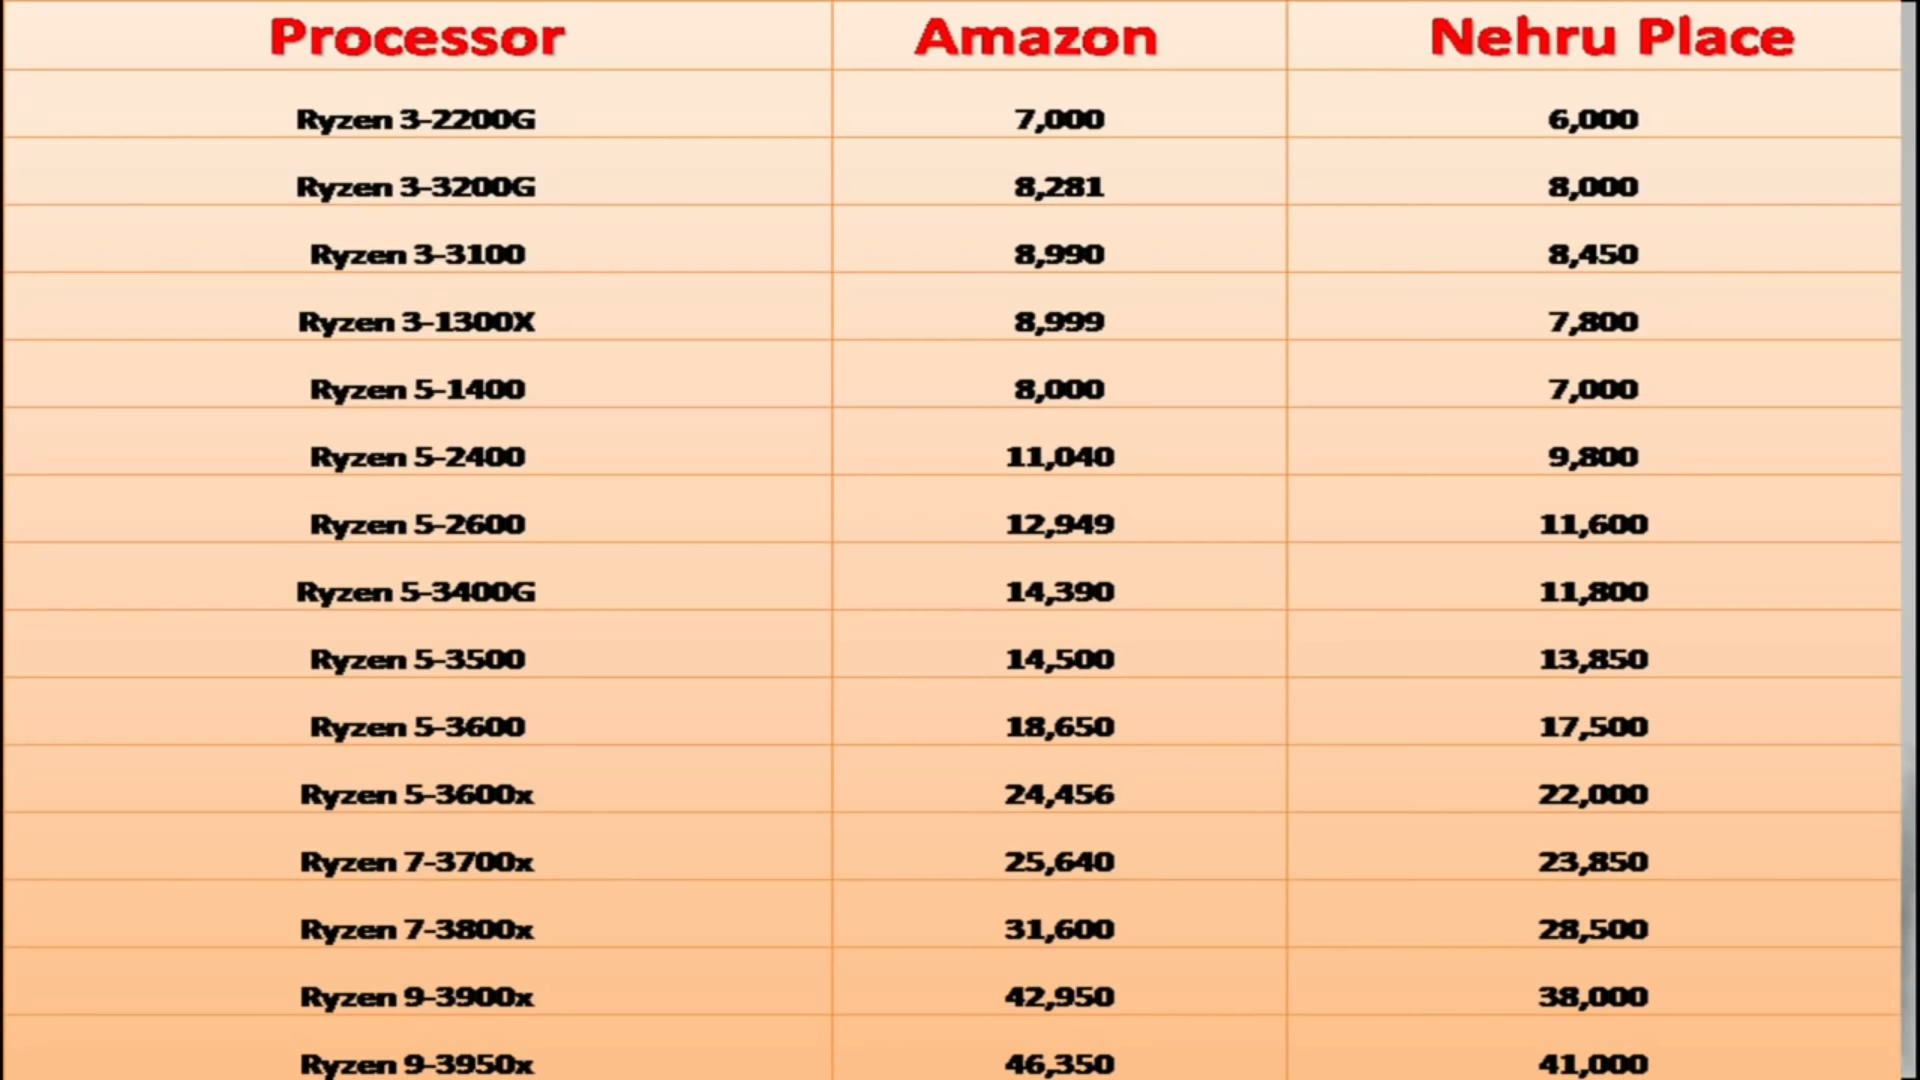 Processor Amazon Nehru Place
Ryzen 3-2200G 7,000 6,000
Ryzen 3-3200G 8,281 8,000
Ryzen 3-3100 8,990 8,450
Ryzen 3-1300X 8,999 7,800
Ryzen 5-1400 8,000 7,000
Ryzen 5-2400 11,040 9,800
Ryzen 5-2600 12,949 11,600
Ryzen 5-3400G 14,390 11,800
Ryzen 5-3500 14,500 13,850
Ryzen 5-3600 18,650 17,500
Ryzen 5-3600x 24,456 22,000
Ryzen 7-3700x 25,640 23,850
Ryzen 7-3800x 31,600 28,500
Ryzen 9-3900x 42,950 38,000
Ryzen 9-3950x 46,350 41,000